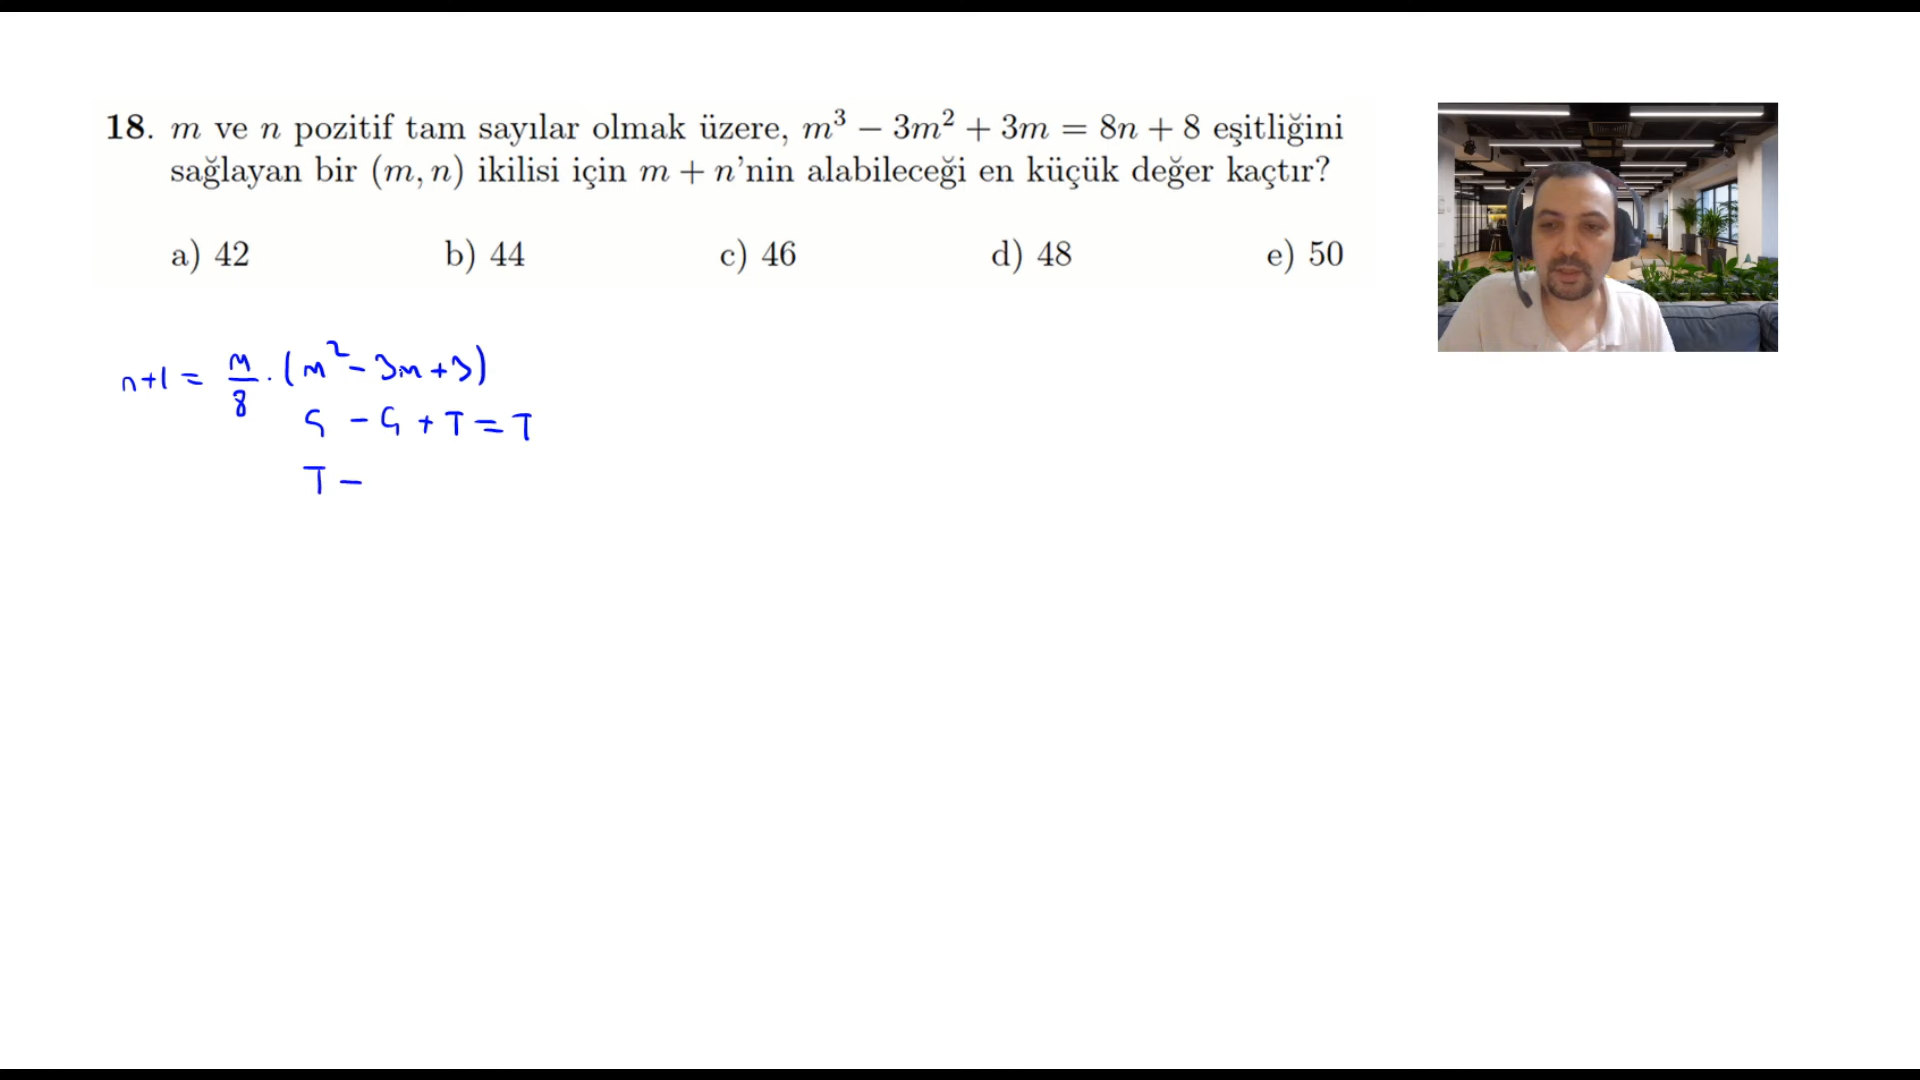 18. m ve n pozitif tam sayılar olmak üzere, m³ − 3m² + 3m = 8n + 8 eşitliğini
sağlayan bir (m, n) ikilisi için m + n'nin alabileceği en küçük değer kaçtır?
a) 42 b) 44 c) 46 d) 48 e) 50
n+1 = m/8 · (m² − 3m + 3)
Ç − Ç + T = T
T −